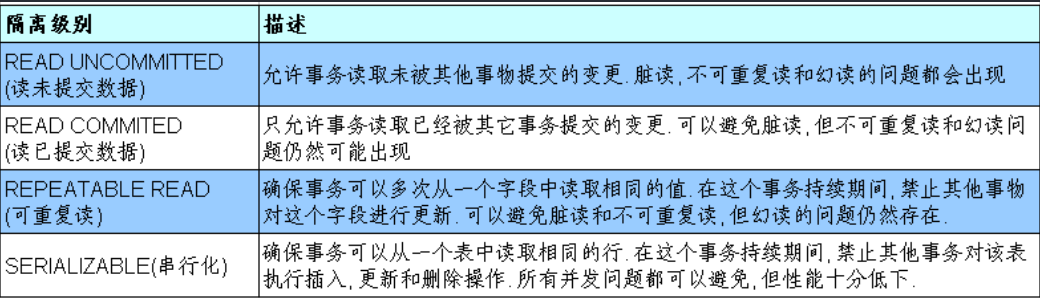 隔离级别 描述
READ UNCOMMITTED
(读未提交数据)
允许事务读取未被其他事物提交的变更.脏读,不可重复读和幻读的问题都会出现
READ COMMITED
(读已提交数据)
只允许事务读取已经被其它事务提交的变更.可以避免脏读,但不可重复读和幻读问
题仍然可能出现
REPEATABLE READ
(可重复读)
确保事务可以多次从一个字段中读取相同的值.在这个事务持续期间,禁止其他事物
对这个字段进行更新.可以避免脏读和不可重复读,但幻读的问题仍然存在.
SERIALIZABLE(串行化)
确保事务可以从一个表中读取相同的行.在这个事务持续期间,禁止其他事务对该表
执行插入,更新和删除操作.所有并发问题都可以避免,但性能十分低下.